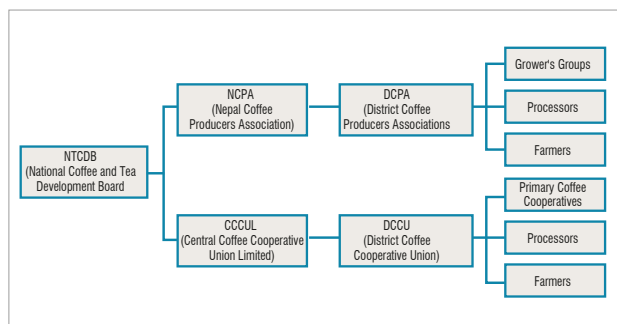 NTCDB
(National Coffee and Tea
Development Board
NCPA
(Nepal Coffee
Producers Association)
DCPA
(District Coffee
Producers Associations
Grower's Groups
Processors
Farmers
CCCUL
(Central Coffee Cooperative
Union Limited)
DCCU
(District Coffee
Cooperative Union)
Primary Coffee
Cooperatives
Processors
Farmers